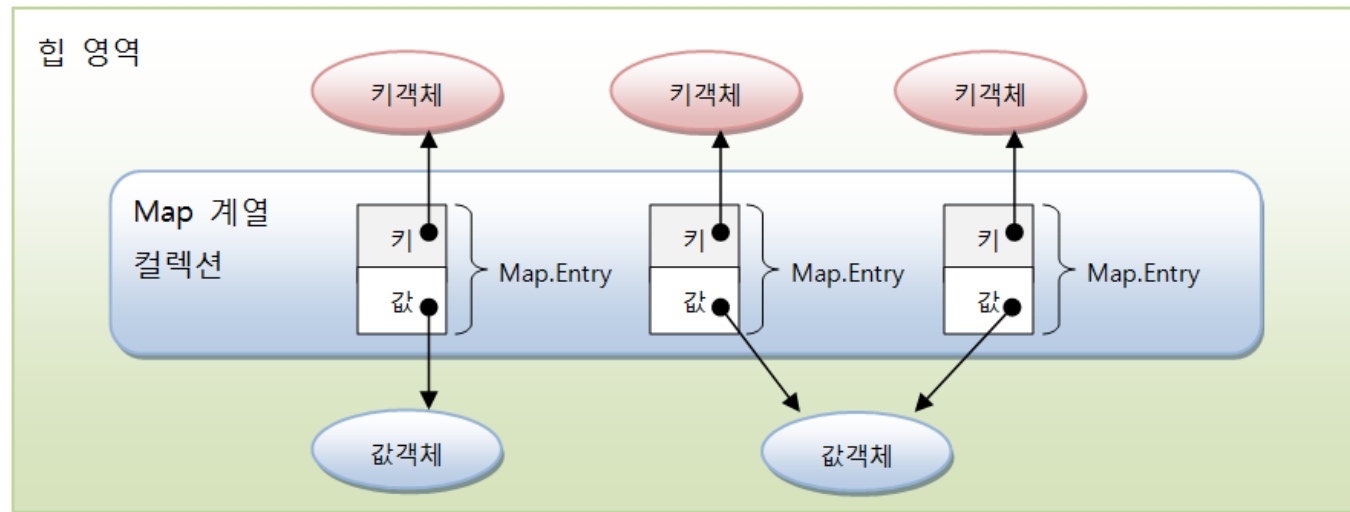 힙 영역
키객체
키객체
키객체
Map 계열
컬렉션
키
값
Map.Entry
키
값
Map.Entry
키
값
Map.Entry
값객체
값객체